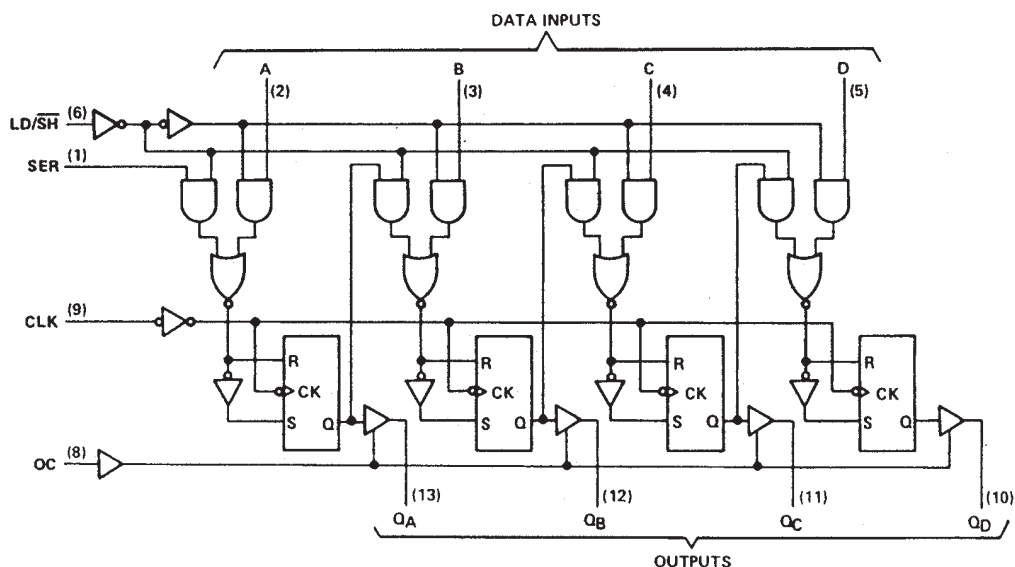 DATA INPUTS
A B C D
(2) (3) (4) (5)
LD/SH (6)
SER (1)
CLK (9)
R R R R
CK CK CK CK
S Q S Q S Q S Q
OC (8)
(13) (12) (11) (10)
QA QB QC QD
OUTPUTS